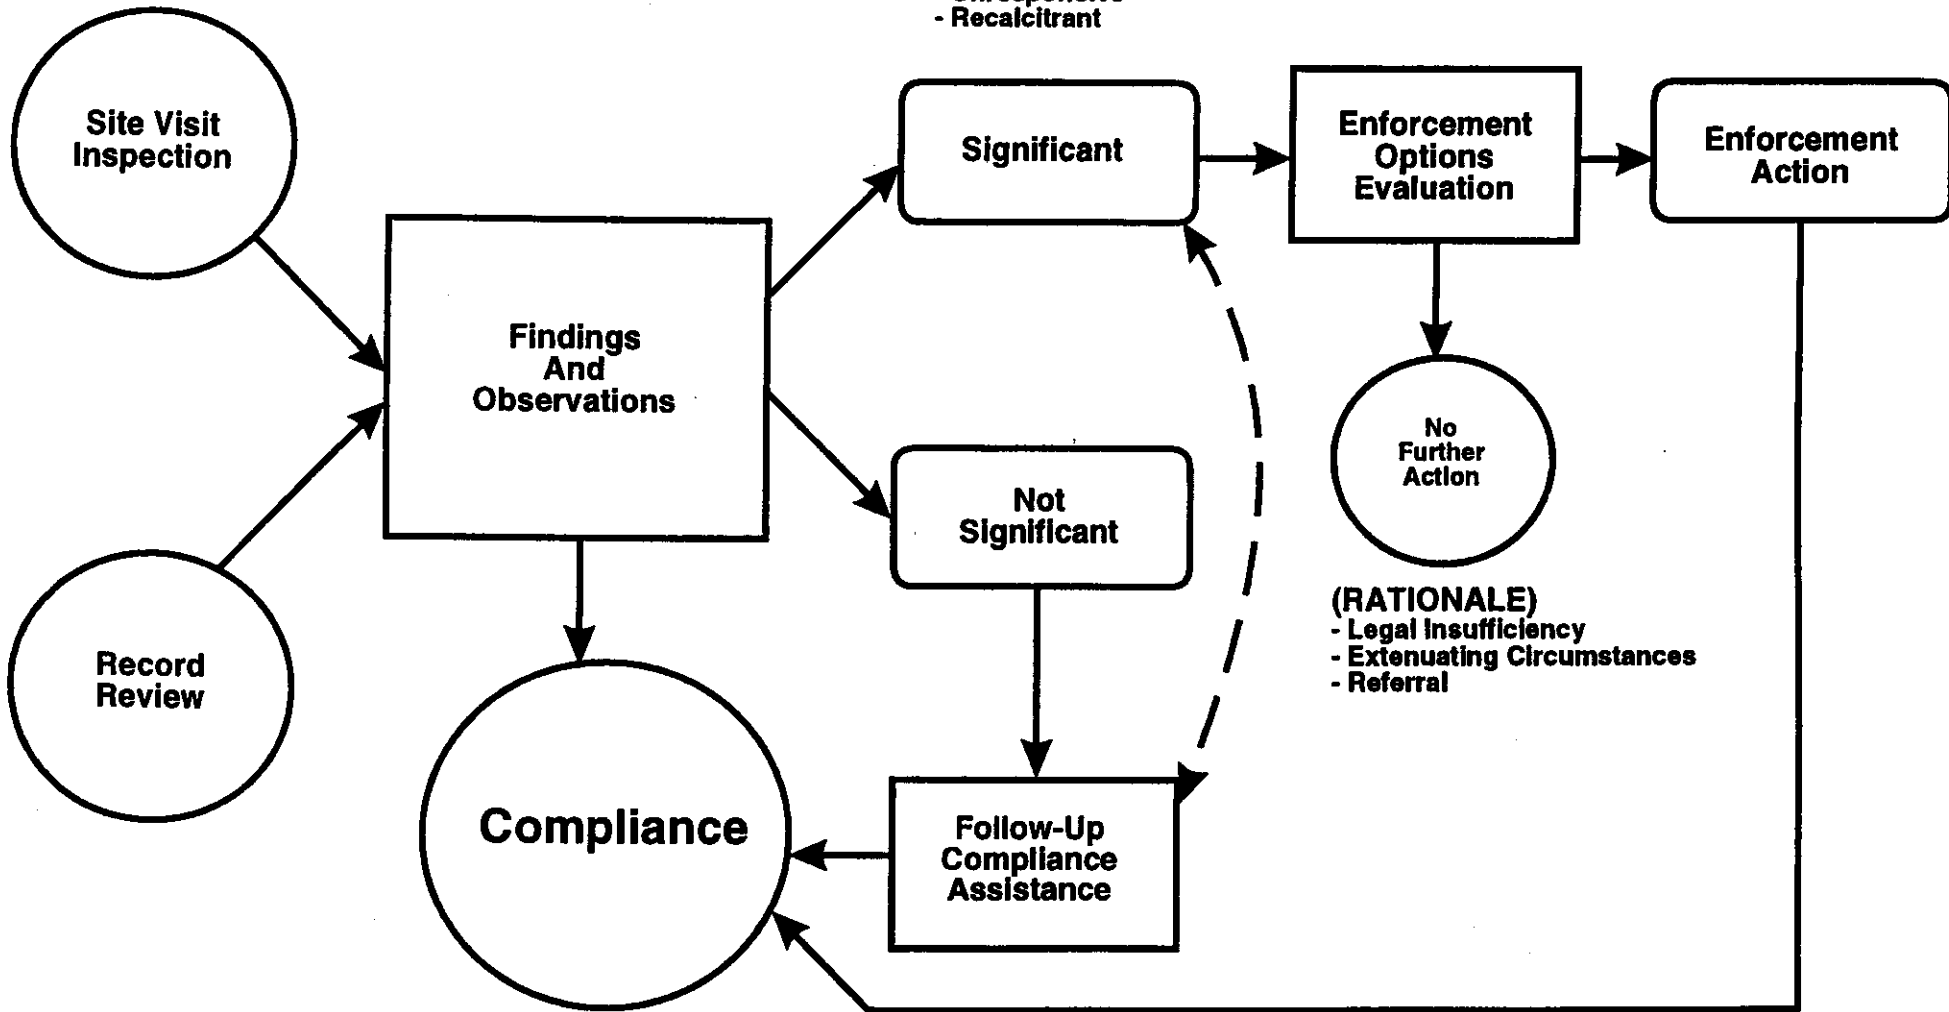 - Recalcitrant
Site Visit
Inspection
Significant
Enforcement
Options
Evaluation
Enforcement
Action
Findings
And
Observations
No
Further
Action
Not
Significant
(RATIONALE)
- Legal Insufficiency
- Extenuating Circumstances
- Referral
Record
Review
Compliance
Follow-Up
Compliance
Assistance